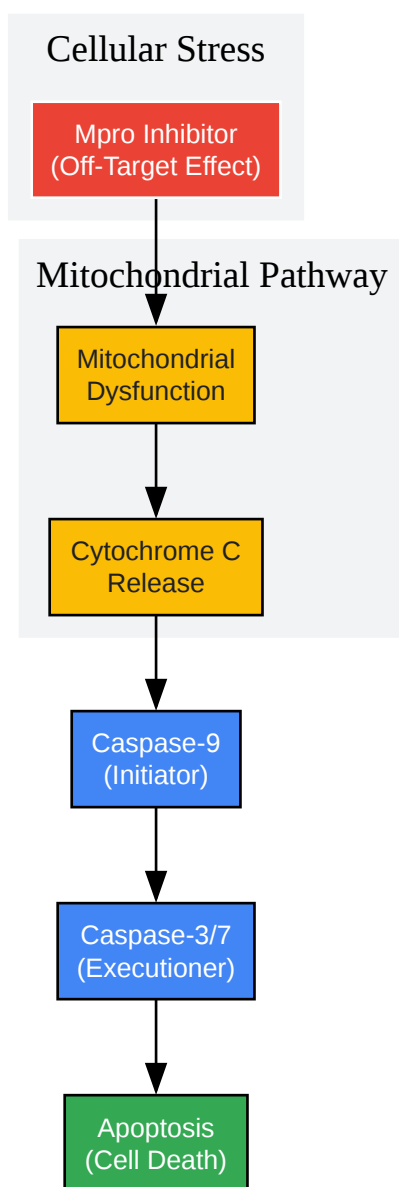 Cellular Stress
Mpro Inhibitor
(Off-Target Effect)
Mitochondrial Pathway
Mitochondrial
Dysfunction
Cytochrome C
Release
Caspase-9
(Initiator)
Caspase-3/7
(Executioner)
Apoptosis
(Cell Death)